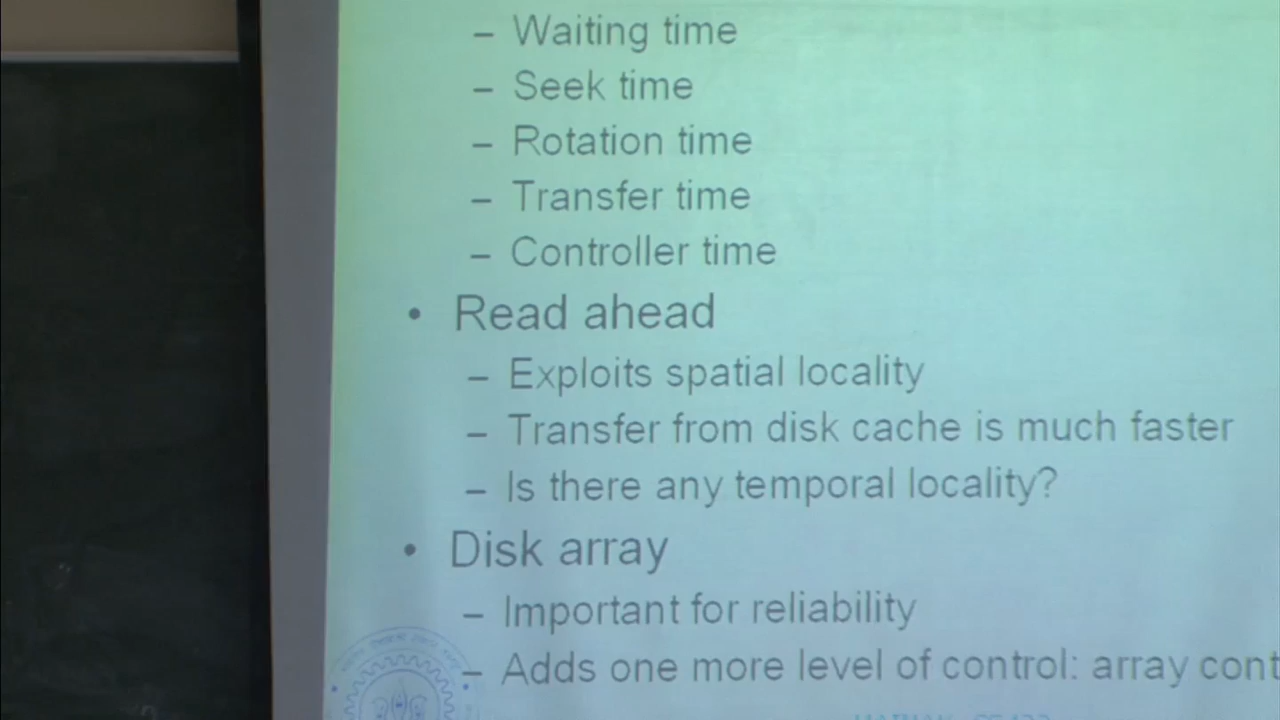 – Waiting time
– Seek time
– Rotation time
– Transfer time
– Controller time
• Read ahead
– Exploits spatial locality
– Transfer from disk cache is much faster
– Is there any temporal locality?
• Disk array
– Important for reliability
– Adds one more level of control: array cont